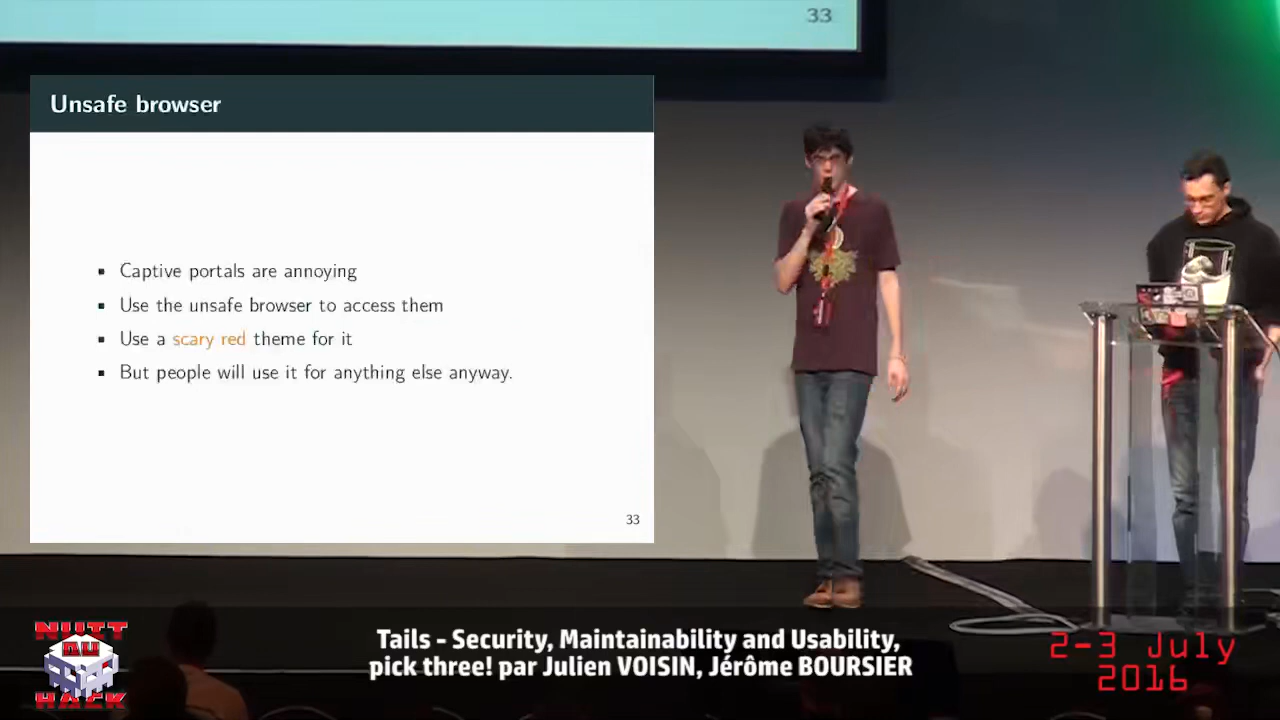 33
Unsafe browser
Captive portals are annoying
Use the unsafe browser to access them
Use a scary red theme for it
But people will use it for anything else anyway.
33
NUIT
DU
HACK
Tails - Security, Maintainability and Usability,
pick three! par Julien VOISIN, Jérôme BOURSIER
2-3 July
2016